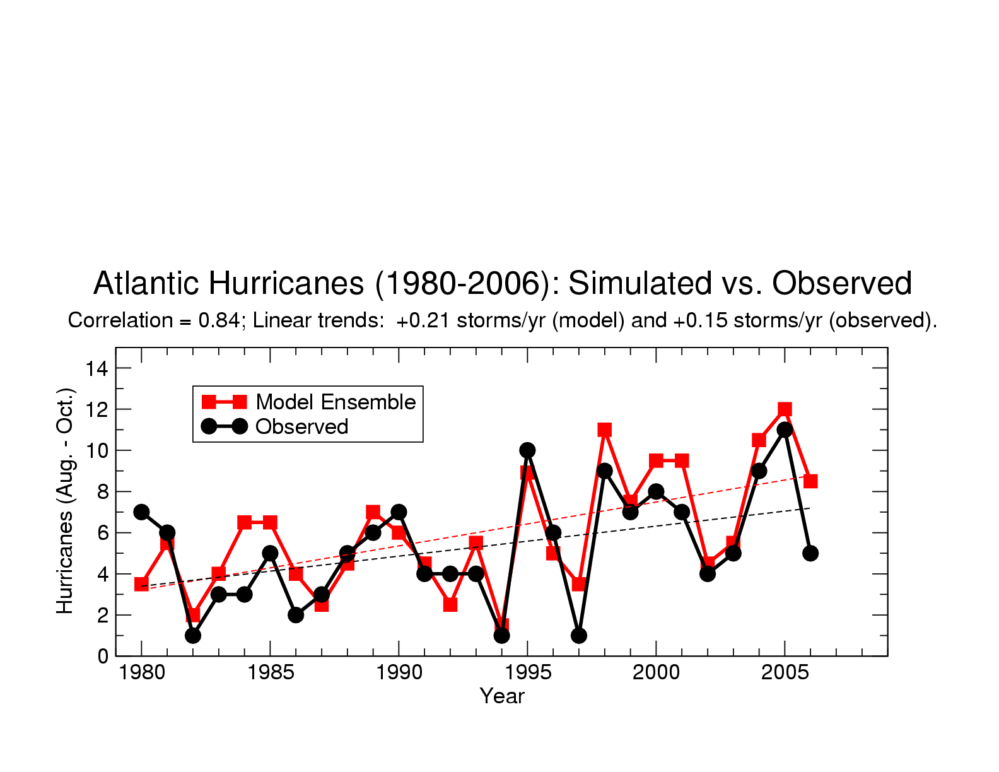 Atlantic Hurricanes (1980-2006): Simulated vs. Observed
Correlation = 0.84; Linear trends:  +0.21 storms/yr (model) and +0.15 storms/yr (observed).
Hurricanes (Aug. - Oct.)
14
12
10
8
6
4
2
0
Model Ensemble
Observed
1980 1985 1990 1995 2000 2005
Year